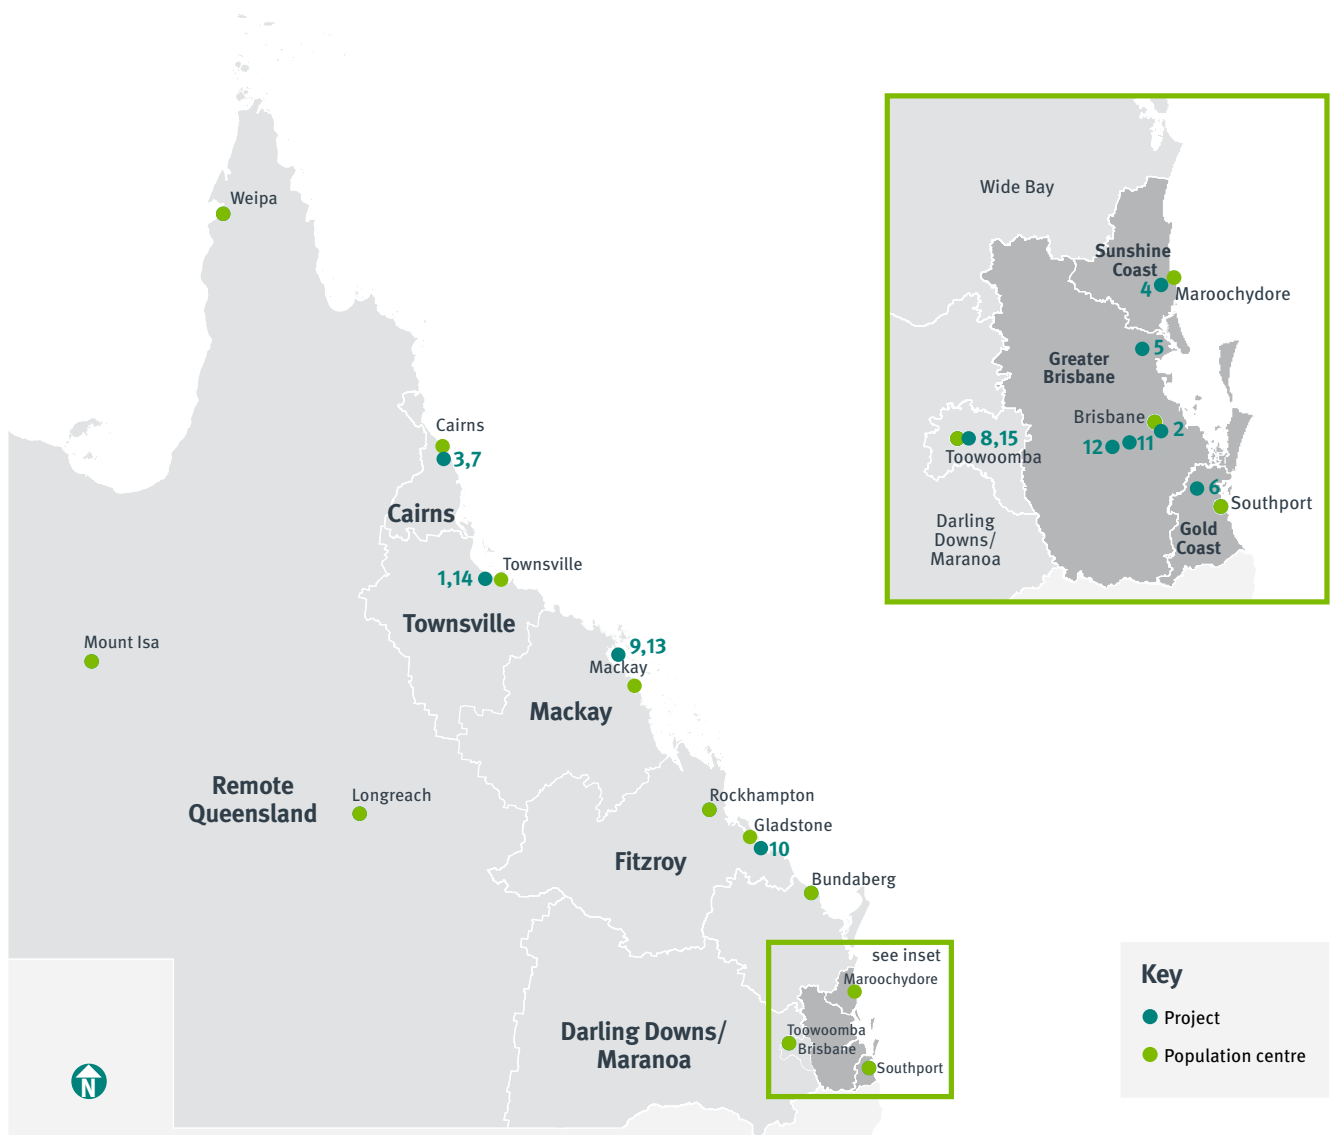 Weipa
Cairns
3,7
Cairns
Townsville
1,14
Townsville
Mount Isa
9,13
Mackay
Mackay
Remote
Queensland
Longreach
Rockhampton
Gladstone
10
Fitzroy
Bundaberg
see inset
Maroochydore
Toowoomba
Brisbane
Southport
Darling Downs/
Maranoa
N
Wide Bay
Sunshine
Coast
4
Maroochydore
5
Greater
Brisbane
Brisbane
2
11
12
8,15
Toowoomba
6
Southport
Gold
Coast
Darling
Downs/
Maranoa
Key
Project
Population centre